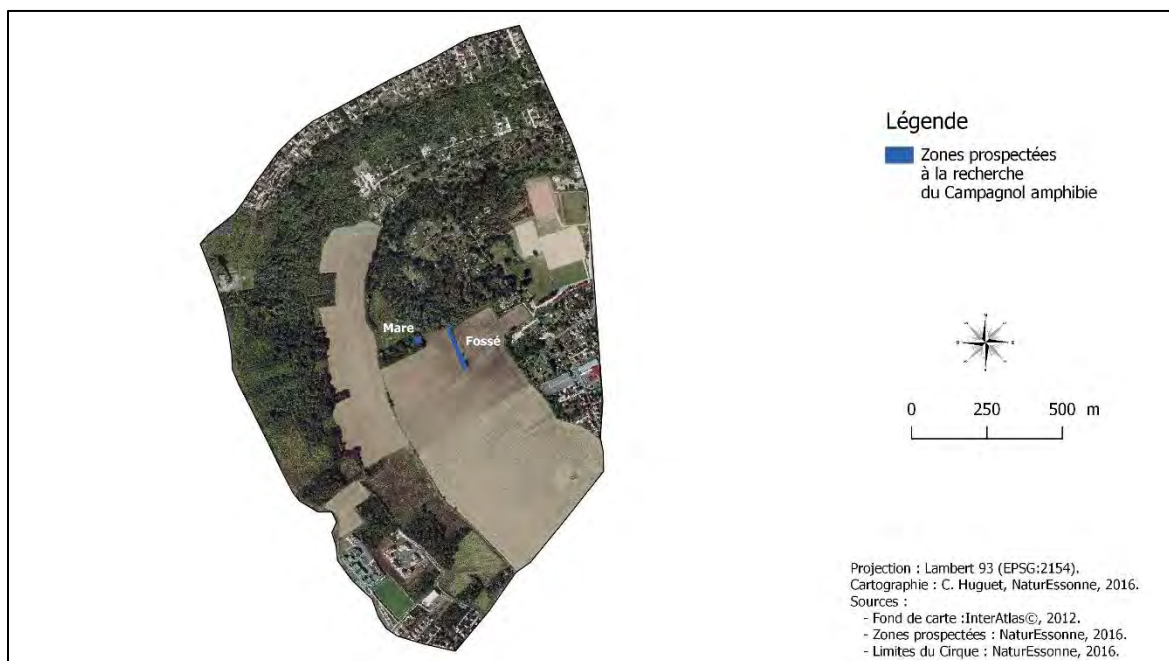 Légende
Zones prospectées
à la recherche
du Campagnol amphibie
Mare
Fossé
0 250 500 m
Projection : Lambert 93 (EPSG:2154).
Cartographie : C. Huguet, NaturEssonne, 2016.
Sources :
- Fond de carte :InterAtlas©, 2012.
- Zones prospectées : NaturEssonne, 2016.
- Limites du Cirque : NaturEssonne, 2016.